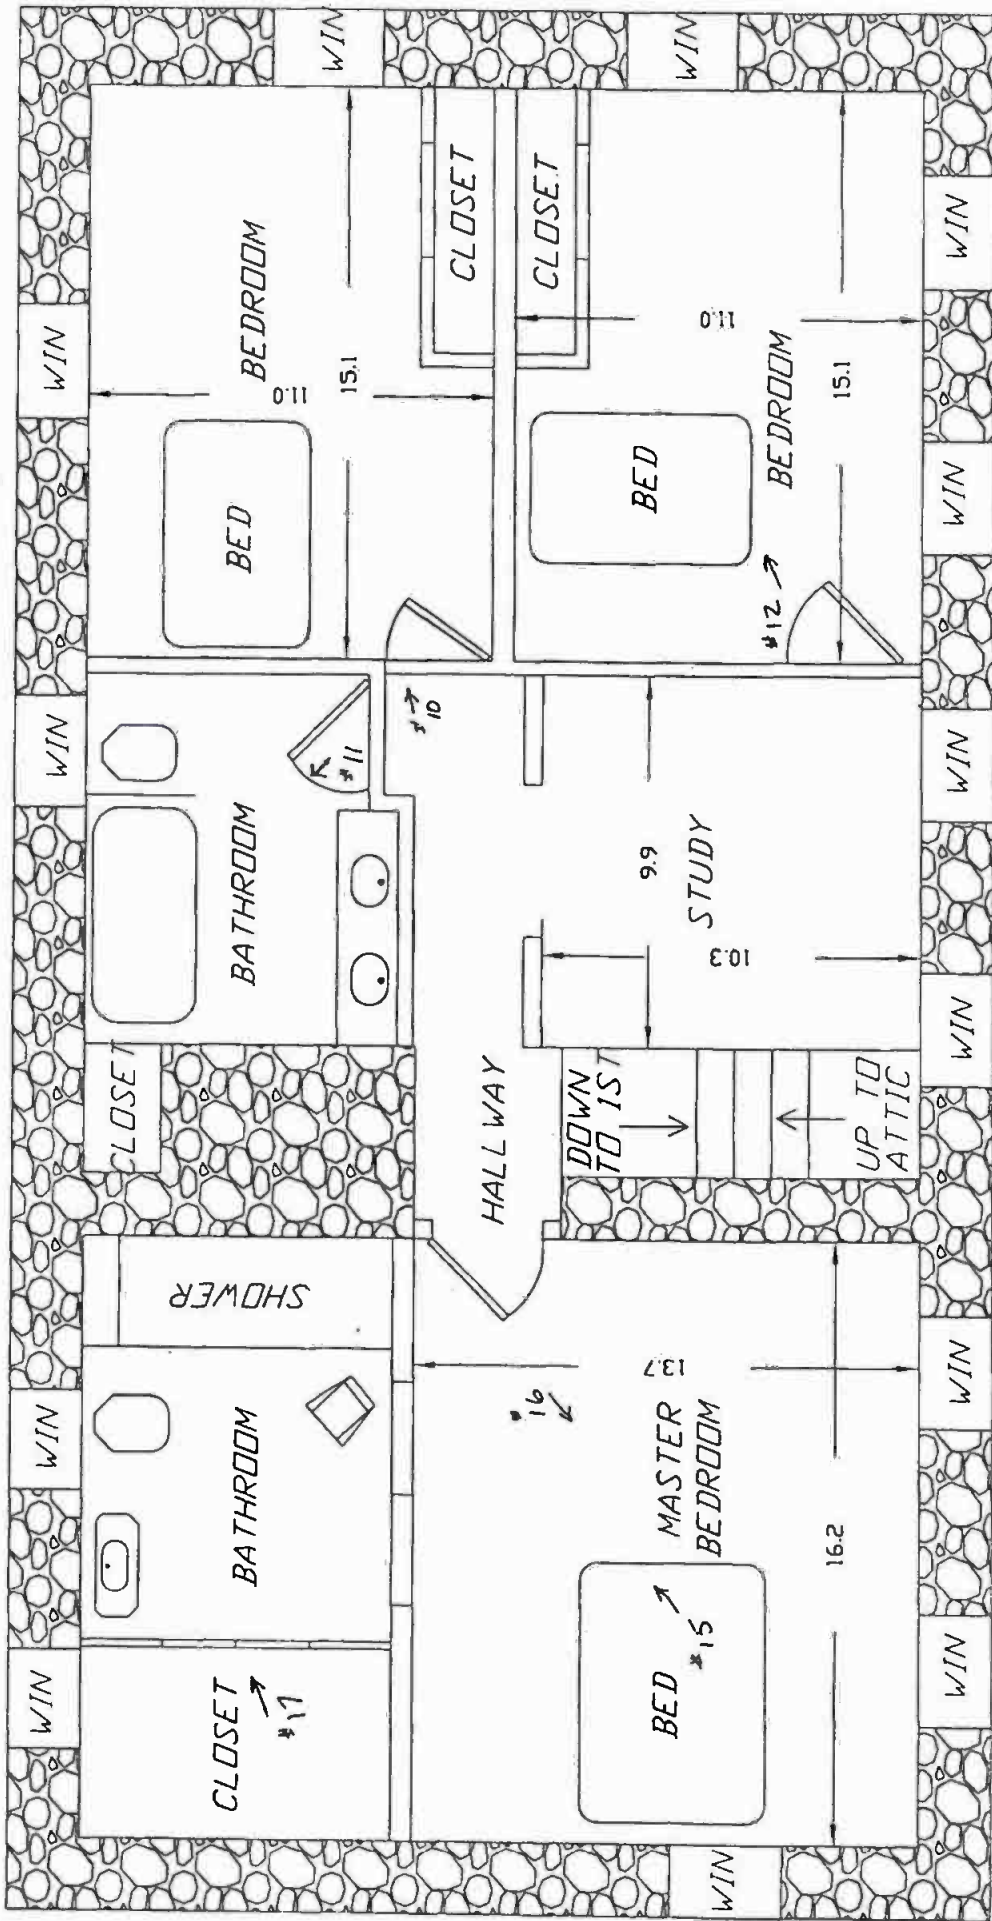 WIN
WIN
WIN
WIN
CLOSET
CLOSET
#17
BATHROOM
SHOWER
BATHROOM
#11
BED
BEDROOM
11.0
15.1
WIN
CLOSET
#10
HALLWAY
CLOSET
#16
13.7
DOWN
TO 1ST
BED
#15
MASTER
BEDROOM
16.2
9.9
STUDY
10.3
UP TO
ATTIC
BED
11.0
#12
BEDROOM
15.1
WIN
WIN
WIN
WIN
WIN
WIN
WIN
WIN
WIN